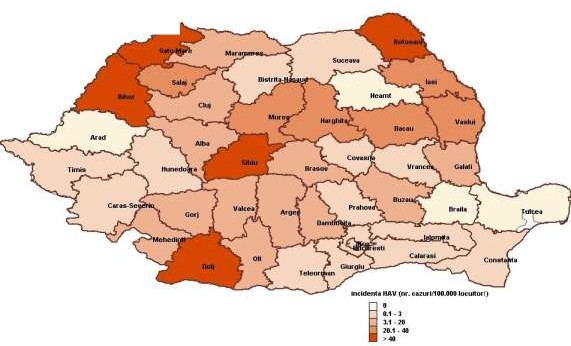 Botosani
Satu Mare
Maramures
Suceava
Bistrita-Nasaud
Salaj
Iasi
Bihor
Neamt
Cluj
Mures
Harghita
Bacau
Vaslui
Arad
Alba
Sibiu
Covasna
Vrancea
Galati
Timis
Hunedoara
Brasov
Caras-Severin
Valcea
Arges
Prahova
Buzau
Braila
Tulcea
Gorj
Dambovita
Mehedinti
Ialomita
Bucuresti
Calarasi
Constanta
Dolj
Olt
Teleorman
Giurgiu
incidenta HAV (nr. cazuri/100.000 locuitori)
0
0.1 - 3
3.1 - 20
20.1 - 40
> 40